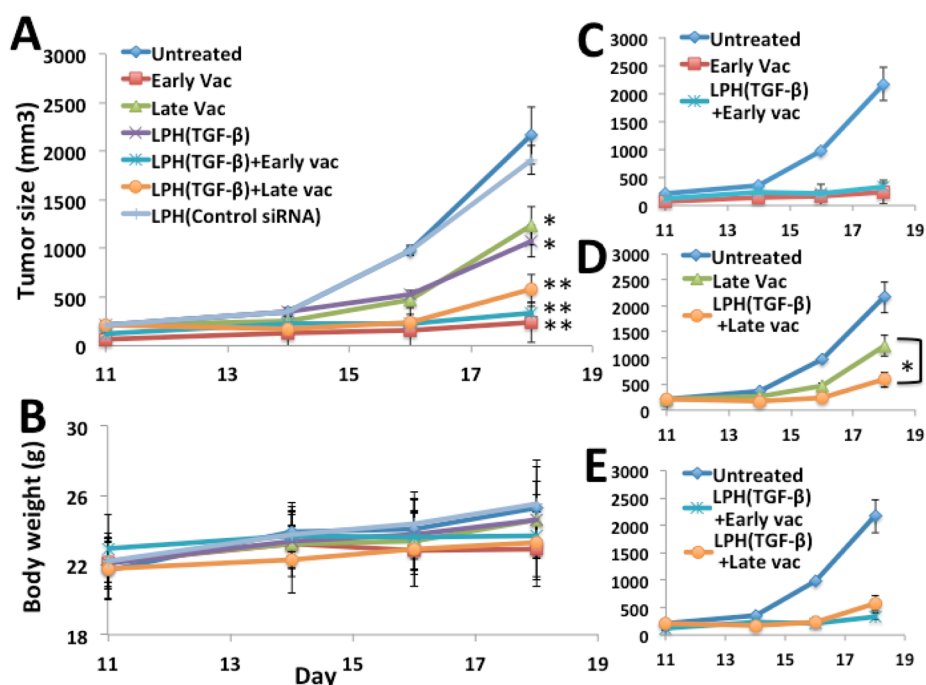 A
Tumor size (mm3)
3000
2500
2000
1500
1000
500
0
11 13 15 17 19
Untreated
Early Vac
Late Vac
LPH(TGF-β)
LPH(TGF-β)+Early vac
LPH(TGF-β)+Late vac
LPH(Control siRNA)
*
*
**
**
**
B
Body weight (g)
30
26
22
18
11 13 15 17 19
Day
C
3000
2500
2000
1500
1000
500
0
11 13 15 17 19
Untreated
Early Vac
LPH(TGF-β)
+Early vac
D
3000
2500
2000
1500
1000
500
0
11 13 15 17 19
Untreated
Late Vac
LPH(TGF-β)
+Late vac
*
E
3000
2500
2000
1500
1000
500
0
11 13 15 17 19
Untreated
LPH(TGF-β)
+Early vac
LPH(TGF-β)
+Late vac